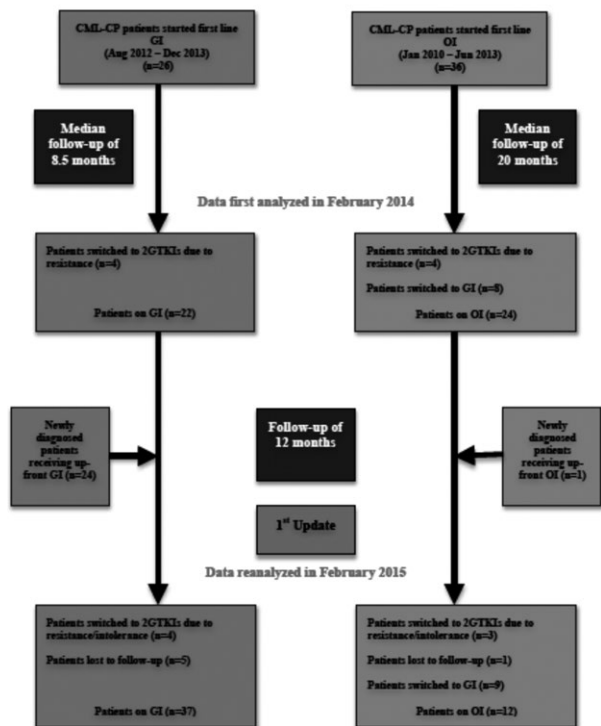 CML-CP patients started first line
GI
(Aug 2012 – Dec 2013)
(n=26)
CML-CP patients started first line
OI
(Jan 2010 – Jun 2013)
(n=36)
Median
follow-up of
8.5 months
Median
follow-up of
20 months
Data first analyzed in February 2014
Patients switched to 2GTKIs due to
resistance (n=4)
Patients on GI (n=22)
Patients switched to 2GTKIs due to
resistance (n=4)
Patients switched to GI (n=8)
Patients on OI (n=24)
Newly
diagnosed
patients
receiving up-
front GI (n=24)
Follow-up of
12 months
Newly
diagnosed
patients
receiving up-
front OI (n=1)
1st Update
Data reanalyzed in February 2015
Patients switched to 2GTKIs due to
resistance/intolerance (n=4)
Patients lost to follow-up (n=5)
Patients on GI (n=37)
Patients switched to 2GTKIs due to
resistance/intolerance (n=3)
Patients lost to follow-up (n=1)
Patients switched to GI (n=9)
Patients on OI (n=12)